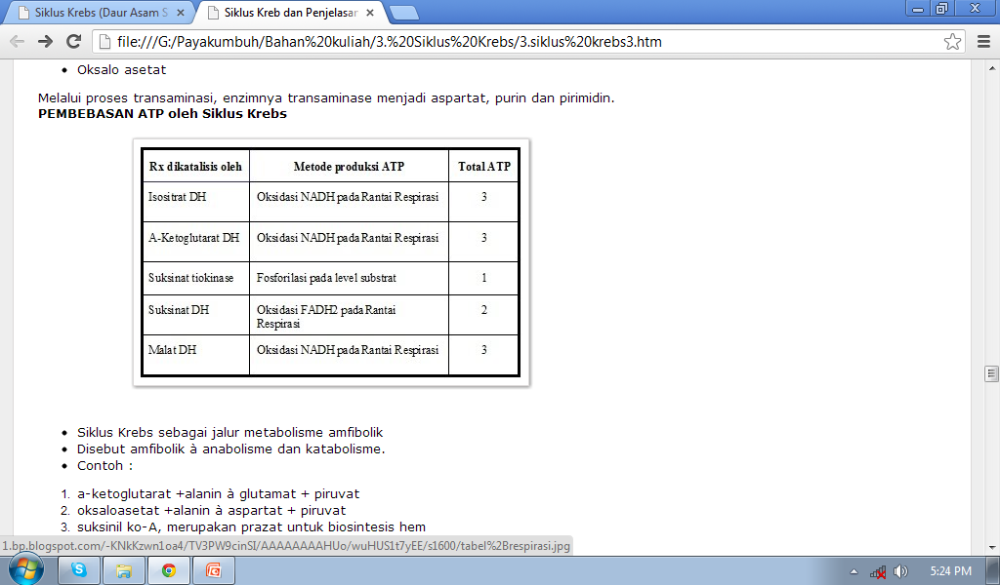 Siklus Krebs (Daur Asam S
Siklus Kreb dan Penjelasan
file:///G:/Payakumbuh/Bahan%20kuliah/3.%20Siklus%20Krebs/3.siklus%20krebs3.htm
• Oksalo asetat
Melalui proses transaminasi, enzimnya transaminase menjadi aspartat, purin dan pirimidin.
PEMBEBASAN ATP oleh Siklus Krebs
Rx dikatalisis oleh Metode produksi ATP Total ATP
Isositrat DH Oksidasi NADH pada Rantai Respirasi 3
A-Ketoglutarat DH Oksidasi NADH pada Rantai Respirasi 3
Suksinat tiokinase Fosforilasi pada level substrat 1
Suksinat DH Oksidasi FADH2 pada Rantai 2
Respirasi
Malat DH Oksidasi NADH pada Rantai Respirasi 3
• Siklus Krebs sebagai jalur metabolisme amfibolik
• Disebut amfibolik à anabolisme dan katabolisme.
• Contoh :
1. a-ketoglutarat +alanin à glutamat + piruvat
2. oksaloasetat +alanin à aspartat + piruvat
3. suksinil ko-A, merupakan prazat untuk biosintesis hem
1.bp.blogspot.com/-KNkKzwn1oa4/TV3PW9cinSI/AAAAAAAAHUo/wuHUS1t7yEE/s1600/tabel%2Brespirasi.jpg
5:24 PM